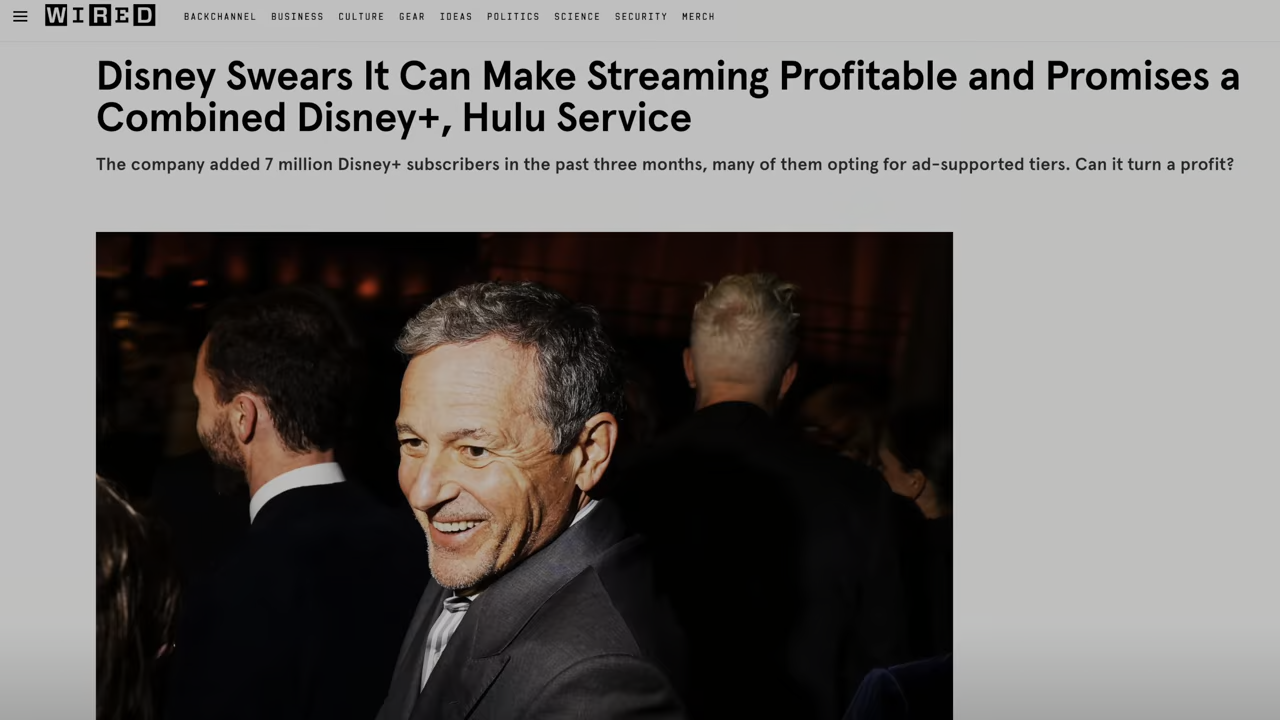 WIRED
BACKCHANNEL BUSINESS CULTURE GEAR IDEAS POLITICS SCIENCE SECURITY MERCH
Disney Swears It Can Make Streaming Profitable and Promises a
Combined Disney+, Hulu Service
The company added 7 million Disney+ subscribers in the past three months, many of them opting for ad-supported tiers. Can it turn a profit?